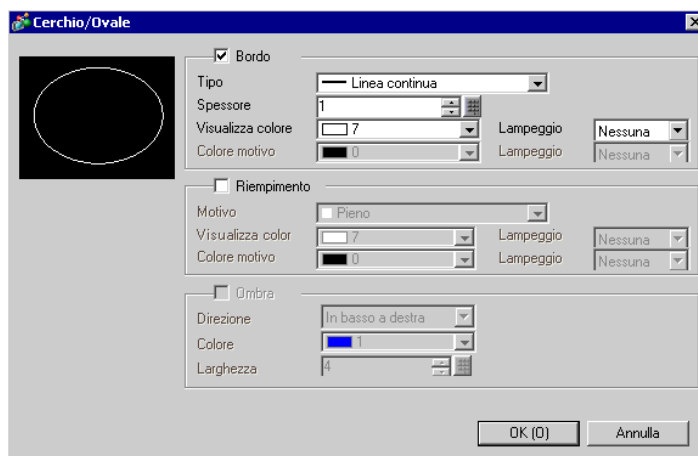 Cerchio/Ovale
Bordo
Tipo Linea continua
Spessore 1
Visualizza colore 7 Lampeggio Nessuna
Colore motivo 0 Lampeggio Nessuna
Riempimento
Motivo Pieno
Visualizza color 7 Lampeggio Nessuna
Colore motivo 0 Lampeggio Nessuna
Ombra
Direzione In basso a destra
Colore 1
Larghezza 4
OK (O) Annulla